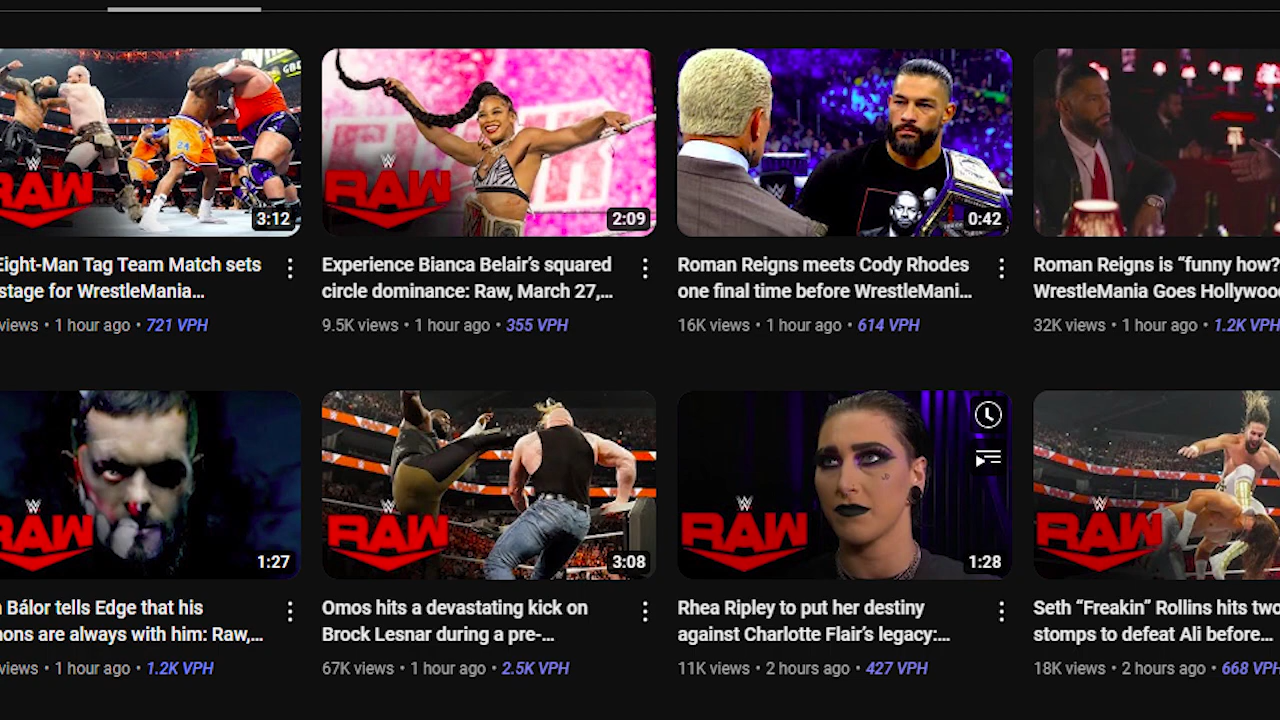 RAW
3:12
RAW
2:09
0:42
Eight-Man Tag Team Match sets
stage for WrestleMania...
views • 1 hour ago • 721 VPH
Experience Bianca Belair’s squared
circle dominance: Raw, March 27,...
9.5K views • 1 hour ago • 355 VPH
Roman Reigns meets Cody Rhodes
one final time before WrestleMani...
16K views • 1 hour ago • 614 VPH
Roman Reigns is “funny how?
WrestleMania Goes Hollywoo
32K views • 1 hour ago • 1.2K VPH
RAW
1:27
RAW
3:08
RAW
1:28
RAW
Bálor tells Edge that his
ons are always with him: Raw,...
views • 1 hour ago • 1.2K VPH
Omos hits a devastating kick on
Brock Lesnar during a pre-...
67K views • 1 hour ago • 2.5K VPH
Rhea Ripley to put her destiny
against Charlotte Flair’s legacy:...
11K views • 2 hours ago • 427 VPH
Seth “Freakin” Rollins hits two
stomps to defeat Ali before...
18K views • 2 hours ago • 668 VPH